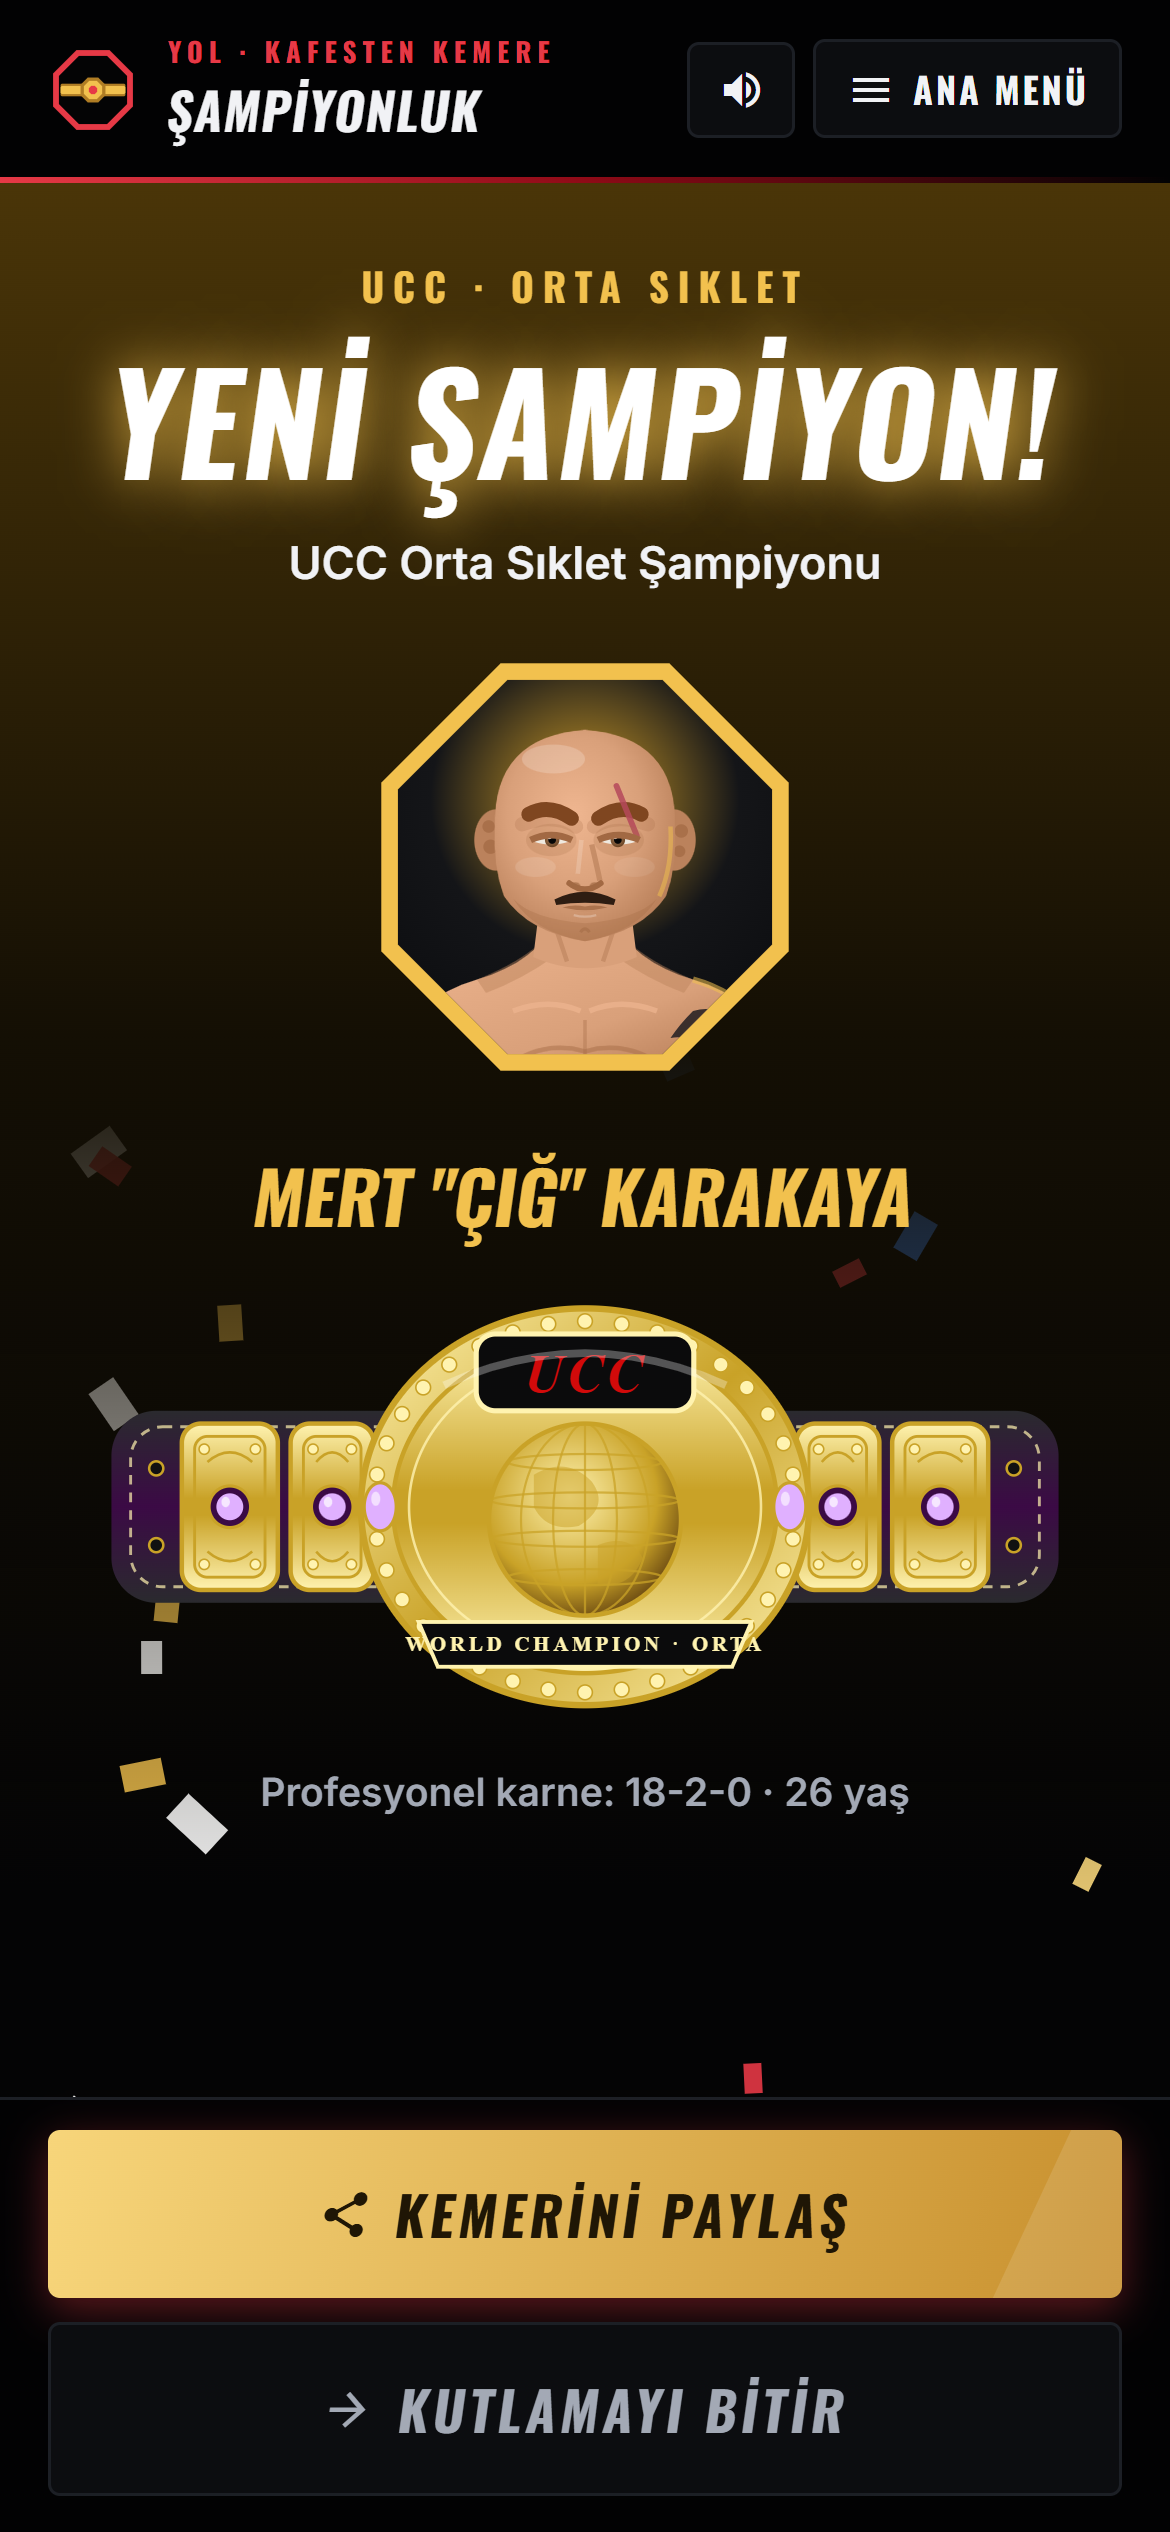 YOL · KAFESTEN KEMERE
ŞAMPİYONLUK
ANA MENÜ
UCC · ORTA SIKLET
YENİ ŞAMPİYON!
UCC Orta Sıklet Şampiyonu
MERT "ÇIĞ" KARAKAYA
UCC
WORLD CHAMPION · ORTA
Profesyonel karne: 18-2-0 · 26 yaş
KEMERİNİ PAYLAŞ
KUTLAMAYI BİTİR